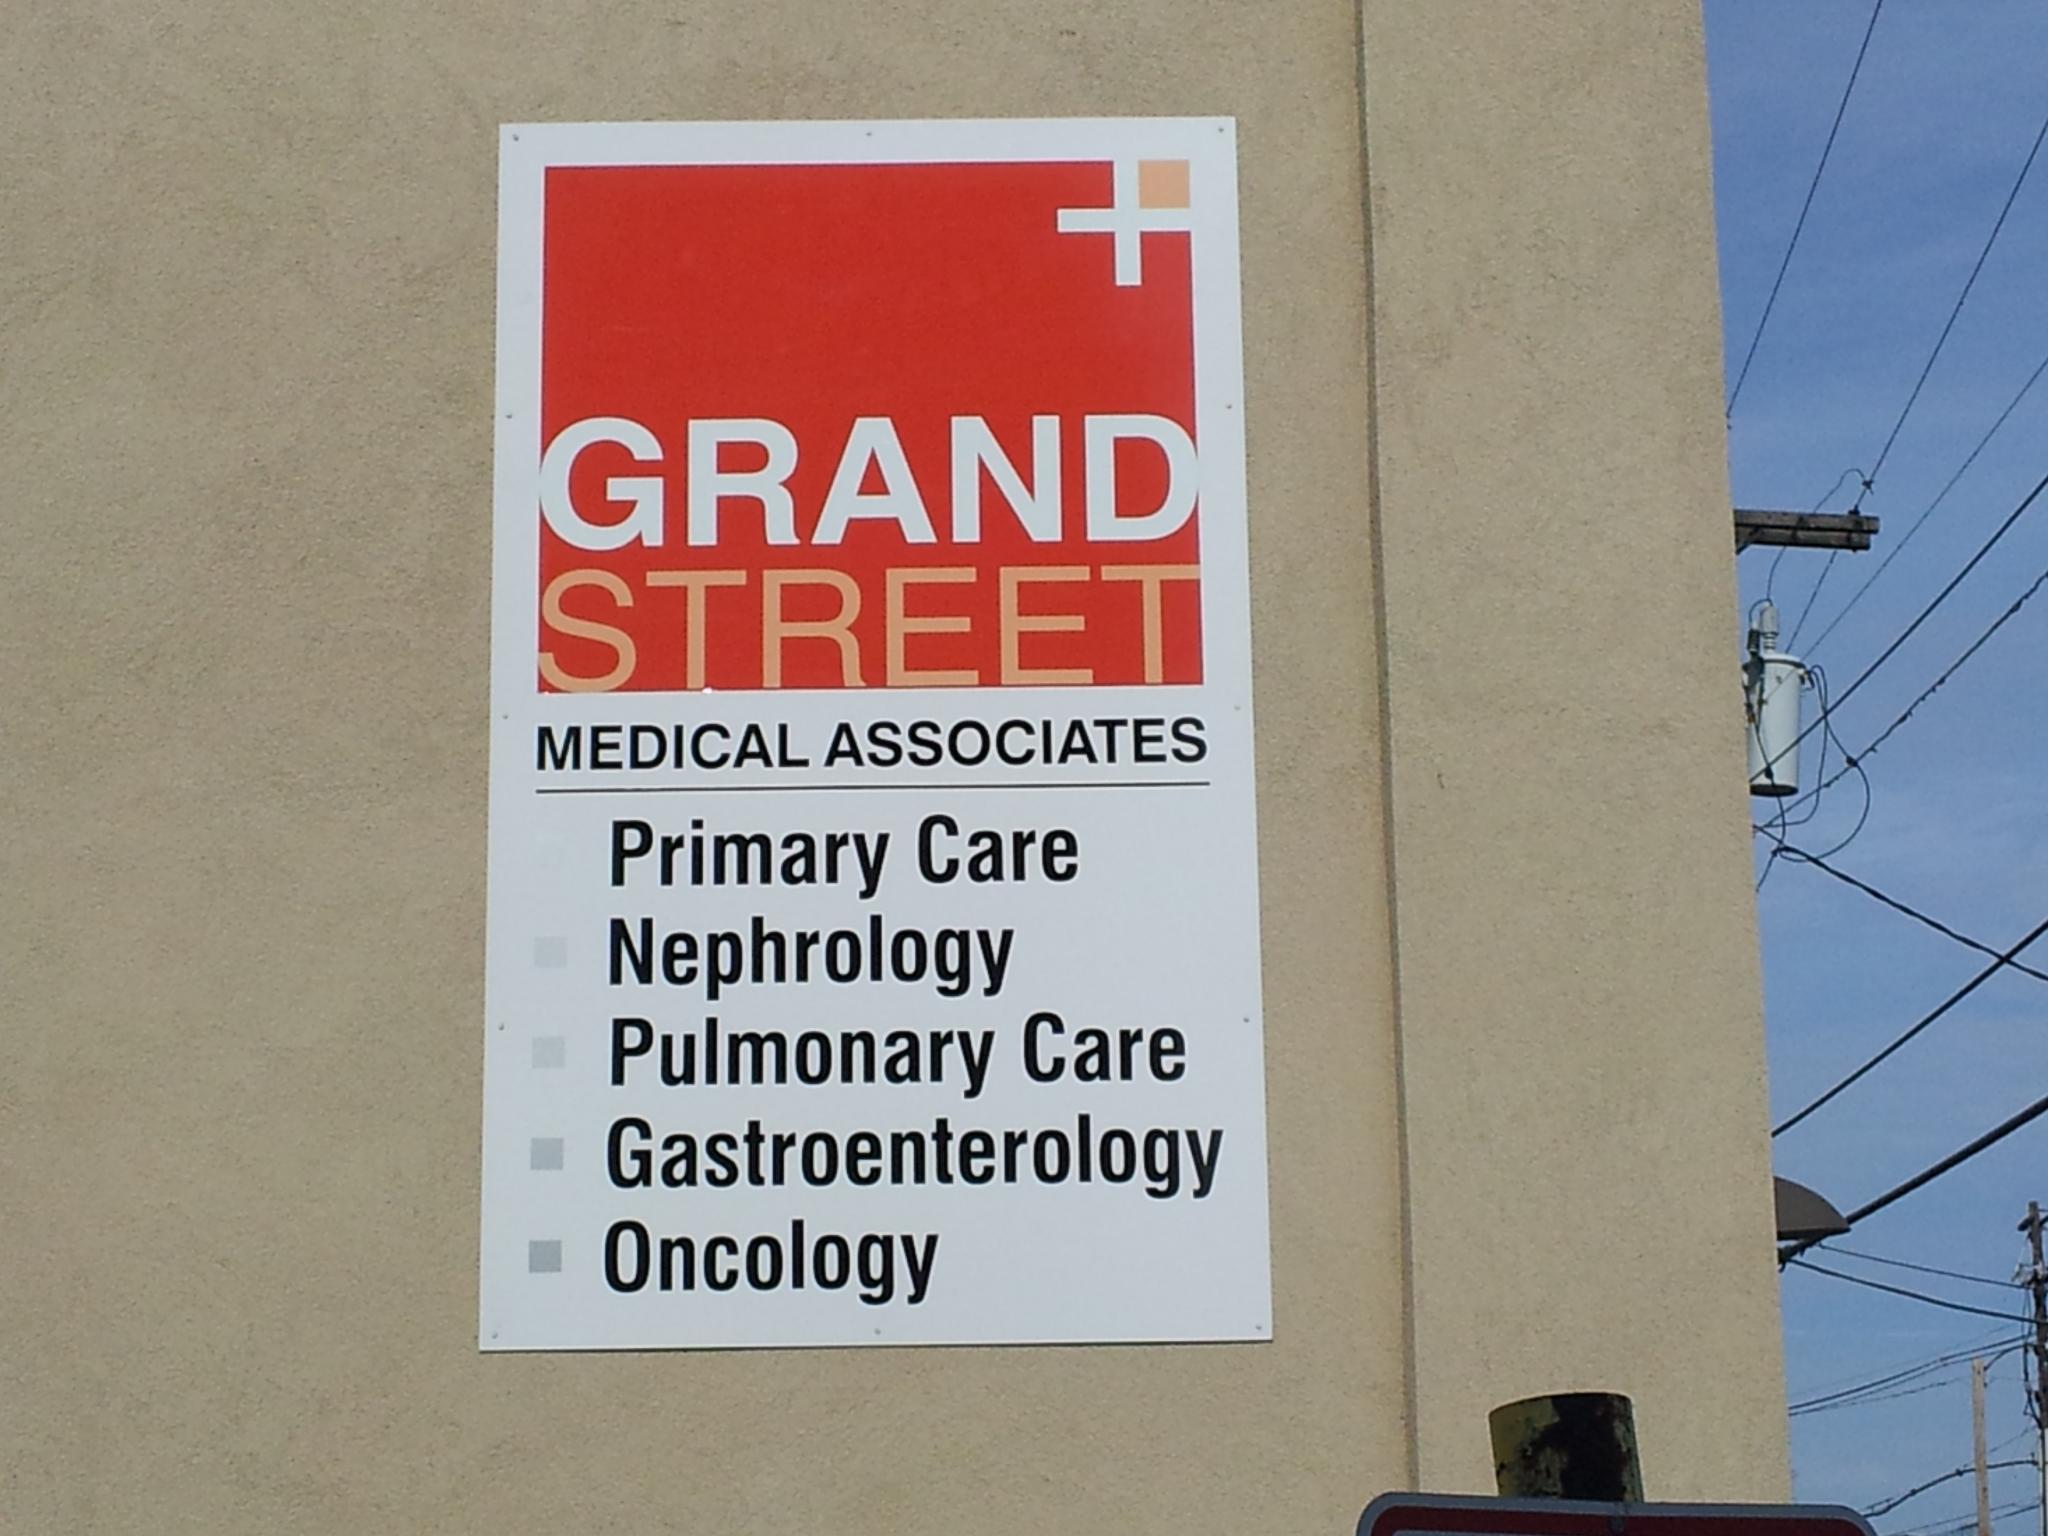 GRAND
STREET
MEDICAL ASSOCIATES
Primary Care
Nephrology
Pulmonary Care
Gastroenterology
Oncology